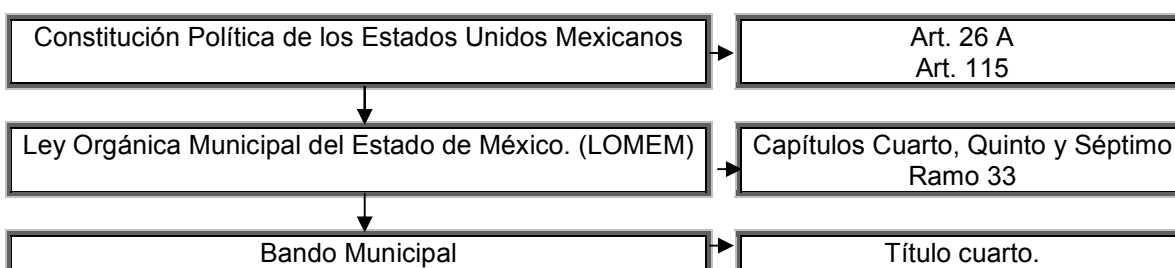 Constitución Política de los Estados Unidos Mexicanos
Art. 26 A
Art. 115
Ley Orgánica Municipal del Estado de México. (LOMEM)
Capítulos Cuarto, Quinto y Séptimo
Ramo 33
Bando Municipal
Título cuarto.